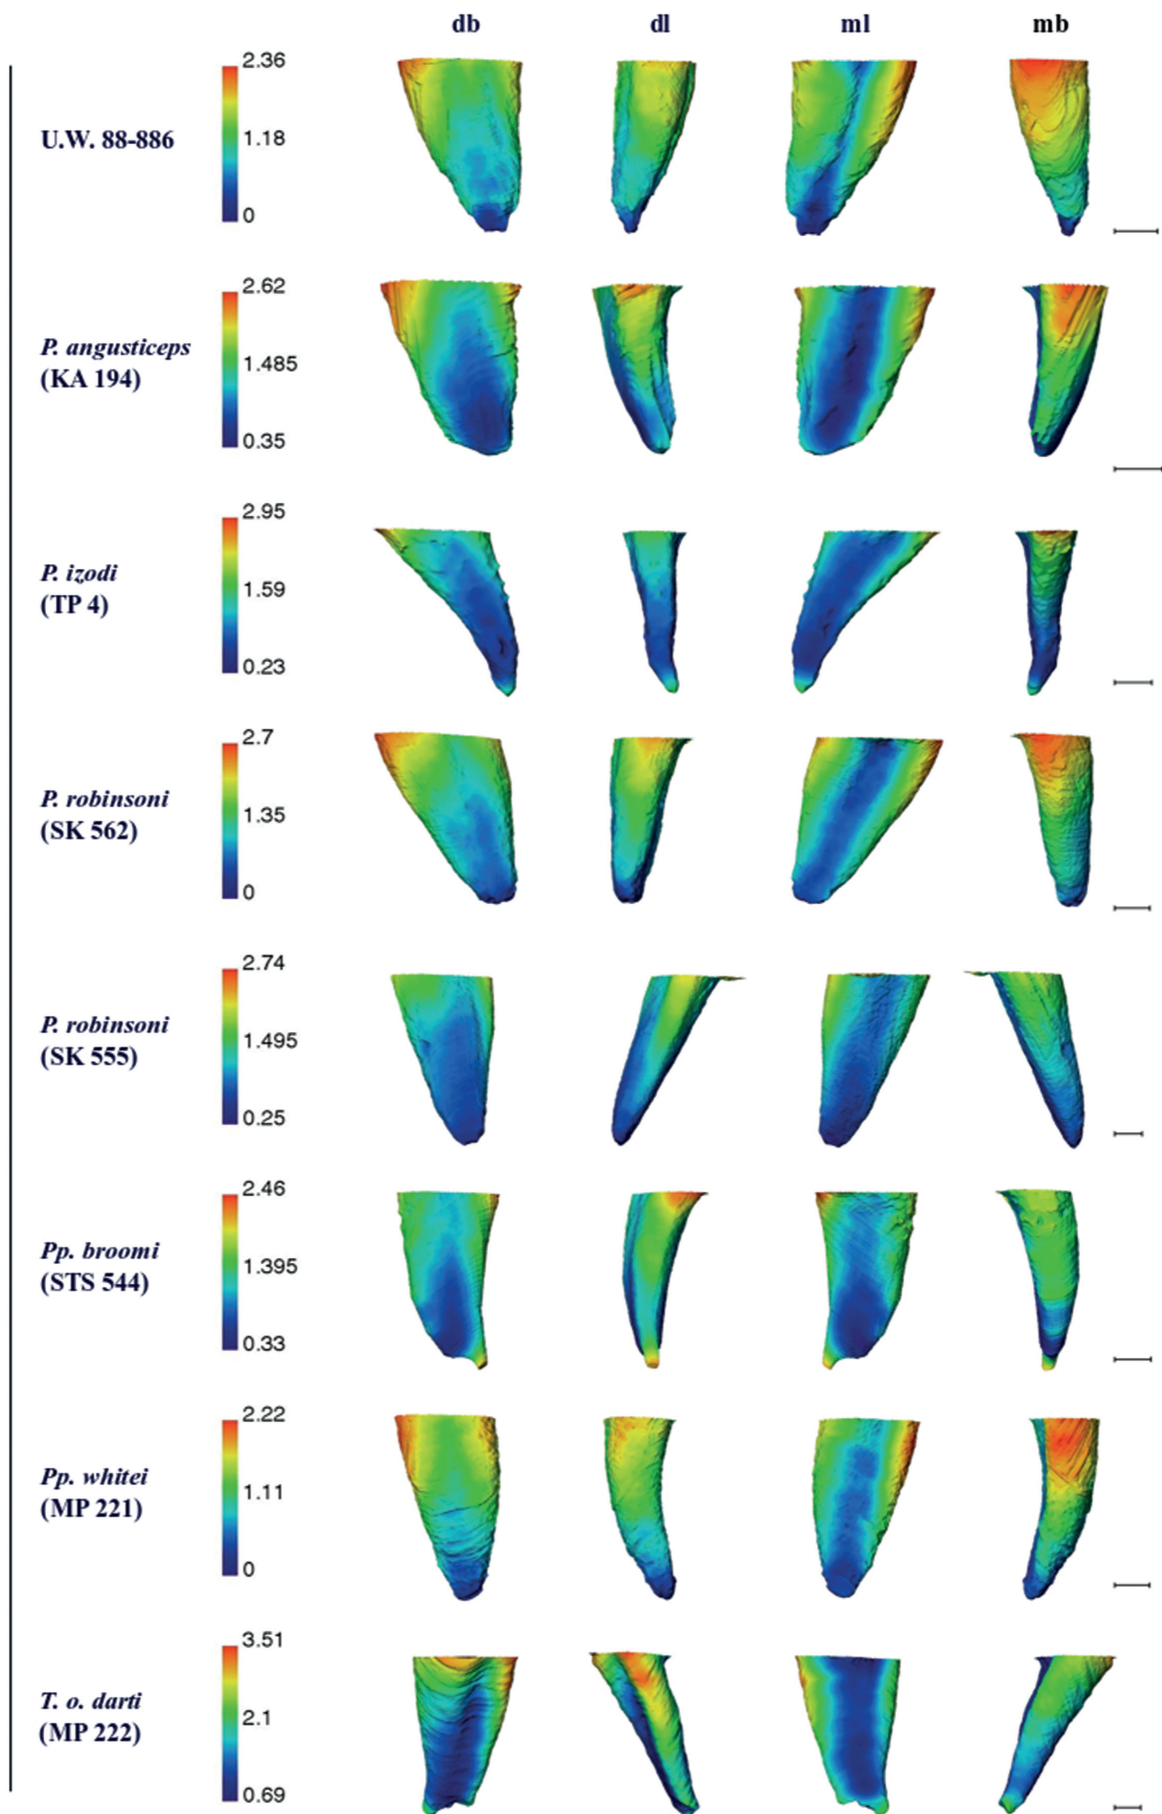 db dl ml mb
2.36
U.W. 88-886 1.18
0
2.62
P. angusticeps 1.485
(KA 194)
0.35
2.95
P. izodi 1.59
(TP 4)
0.23
2.7
P. robinsoni 1.35
(SK 562)
0
2.74
P. robinsoni 1.495
(SK 555)
0.25
2.46
Pp. broomi 1.395
(STS 544)
0.33
2.22
Pp. whitei 1.11
(MP 221)
0
3.51
T. o. darti 2.1
(MP 222)
0.69